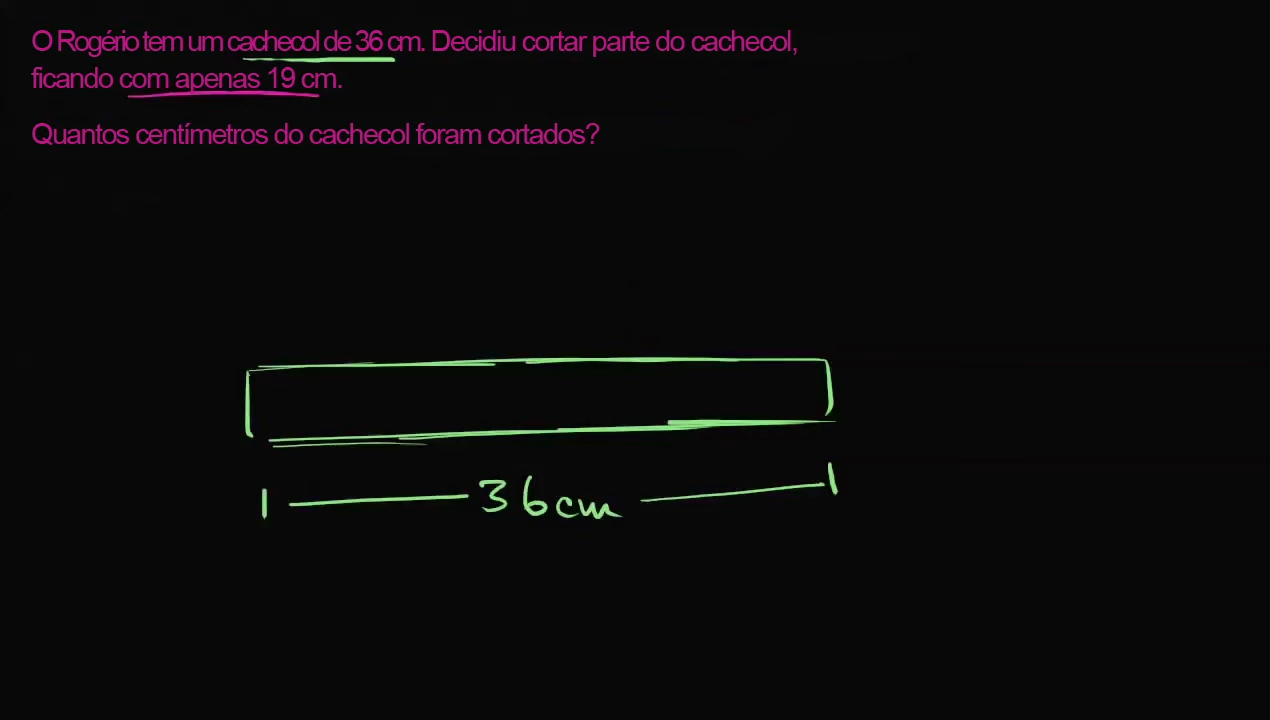 O Rogério tem um cachecol de 36 cm. Decidiu cortar parte do cachecol,
ficando com apenas 19 cm.
Quantos centímetros do cachecol foram cortados?
36cm